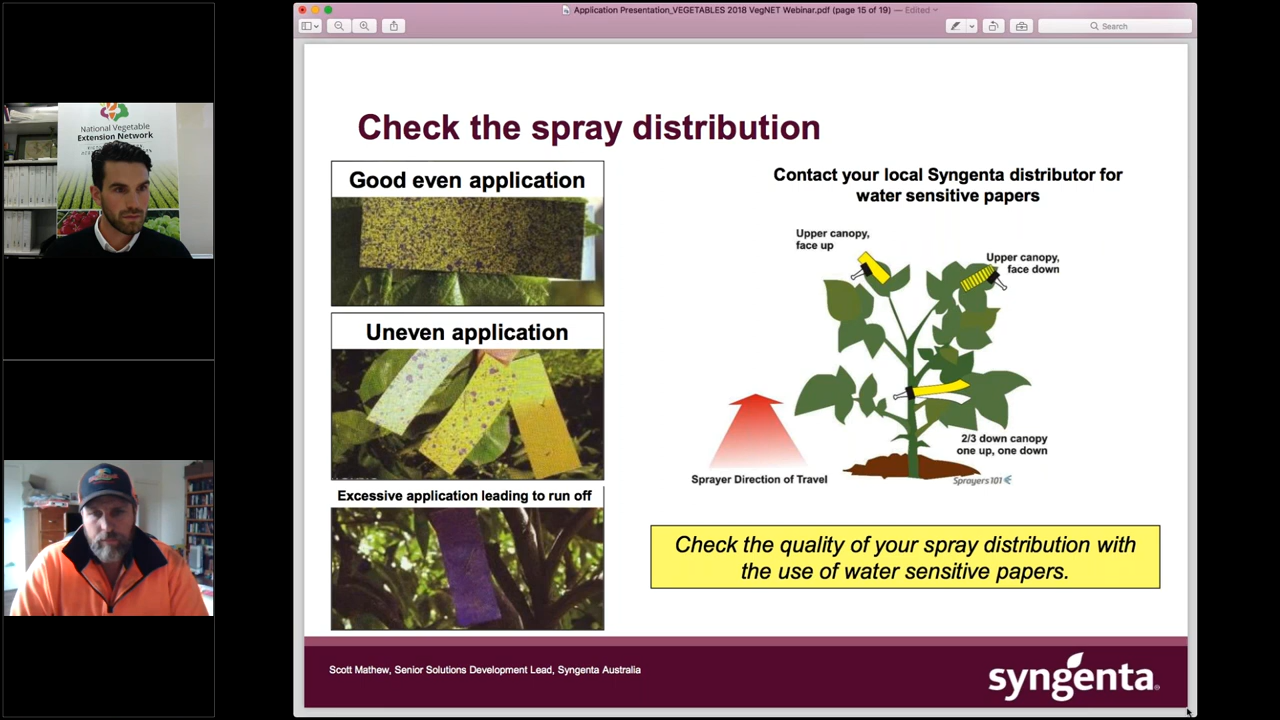 Application Presentation_VEGETABLES 2018 VegNET Webinar.pdf (page 15 of 19) — Edited
Search
National Vegetable
Extension Network
Check the spray distribution
Good even application
Uneven application
Excessive application leading to run off
Contact your local Syngenta distributor for
water sensitive papers
Upper canopy,
face up
Upper canopy,
face down
2/3 down canopy
one up, one down
Sprayer Direction of Travel
Sprayers101
Check the quality of your spray distribution with
the use of water sensitive papers.
Scott Mathew, Senior Solutions Development Lead, Syngenta Australia
syngenta